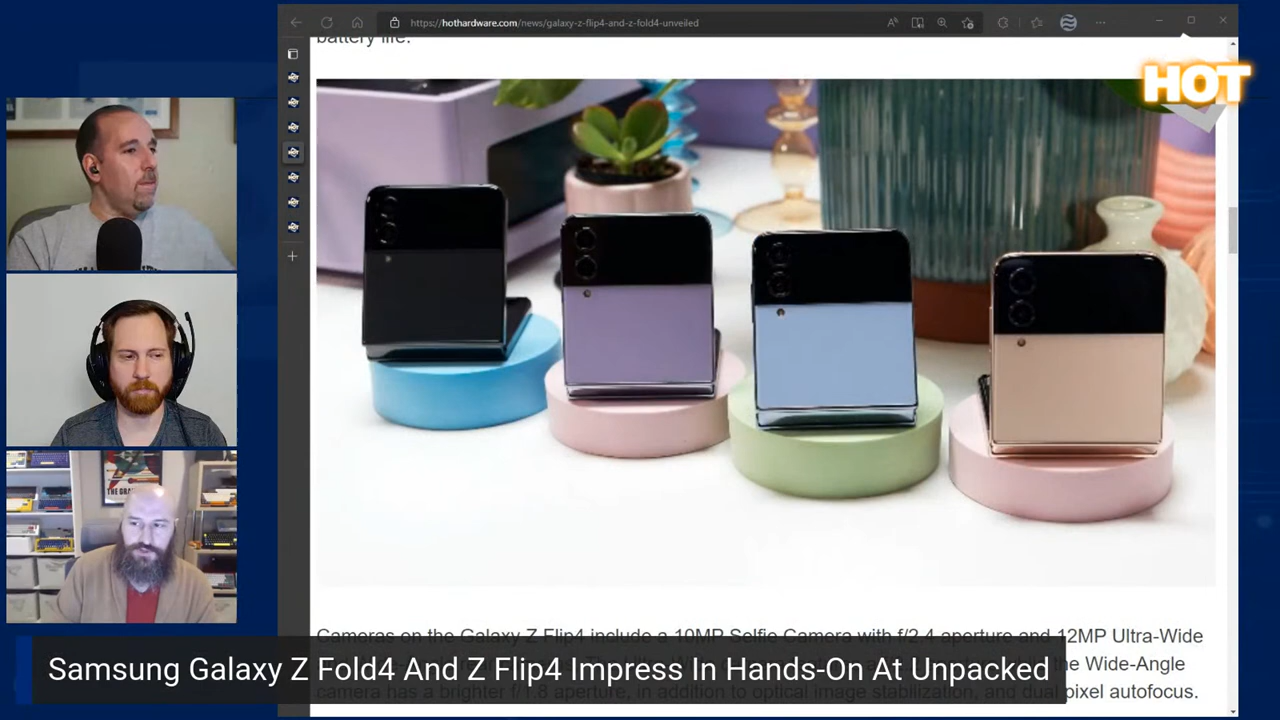 https://hothardware.com/news/galaxy-z-flip4-and-z-fold4-unveiled
battery life.
HOT
THE GRA
Cameras on the Galaxy Z Flip4 include a 10MP Selfie Camera with f/2.4 aperture and 12MP Ultra-Wide
the Wide-Angle
camera has a brighter f/1.8 aperture, in addition to optical image stabilization, and dual pixel autofocus.
Samsung Galaxy Z Fold4 And Z Flip4 Impress In Hands-On At Unpacked